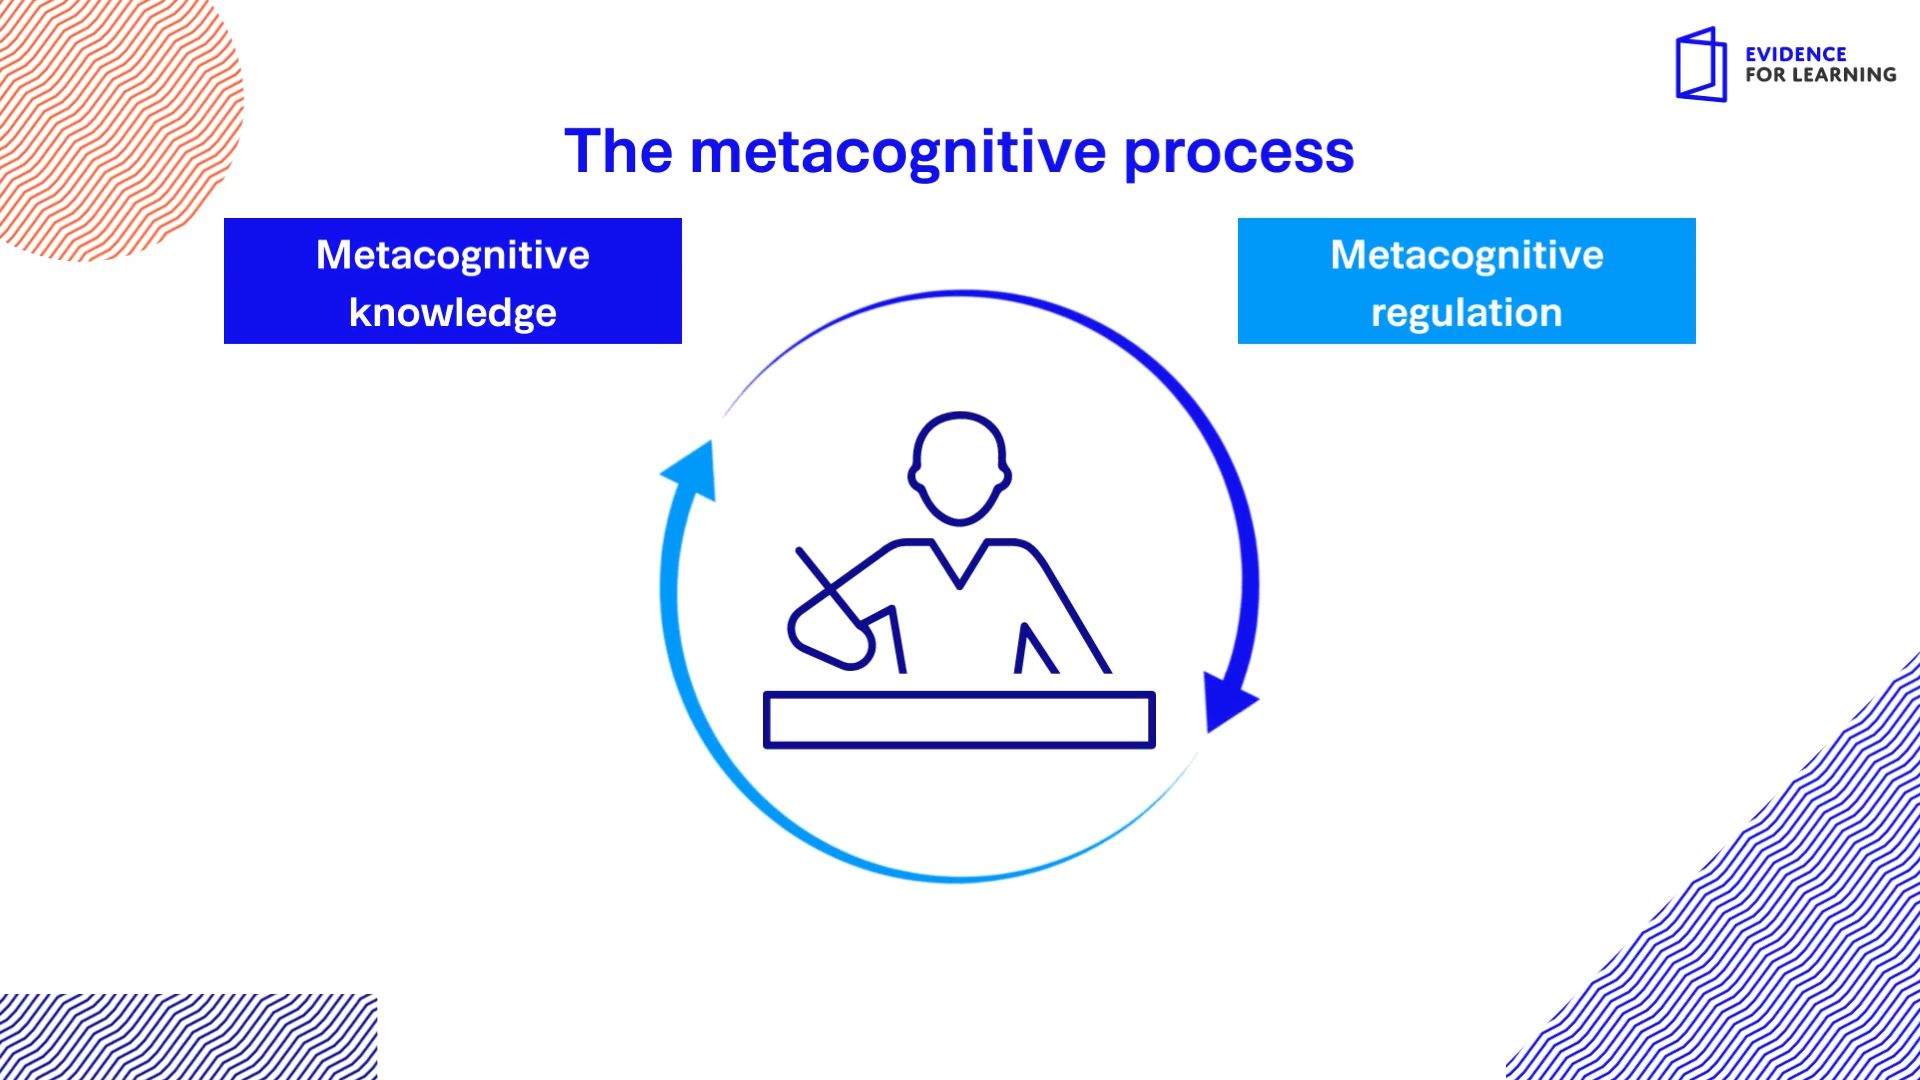 EVIDENCE
FOR LEARNING
The metacognitive process
Metacognitive
knowledge
Metacognitive
regulation